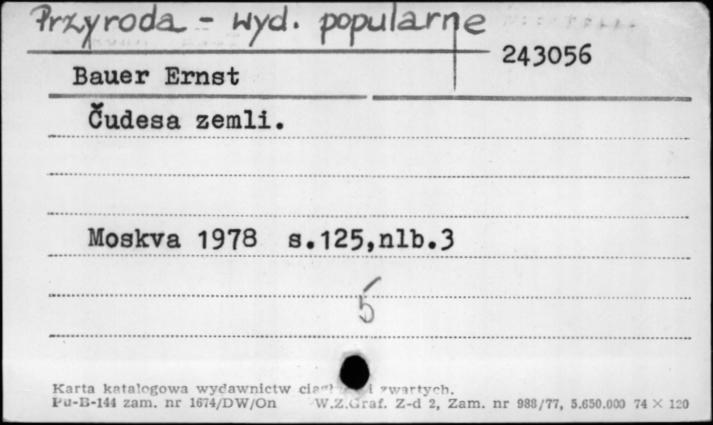 Przyroda - wyd. popularne
243056
Bauer Ernst
Čudesa zemli.
Moskva 1978 s.125,nlb.3
5
Karta katalogowa wydawnictw i zwartych.
Pu-B-144 zam. nr 1674/DW/On W.Z.Graf. Z-d 2, Zam. nr 988/77, 5.650.000 74 × 120